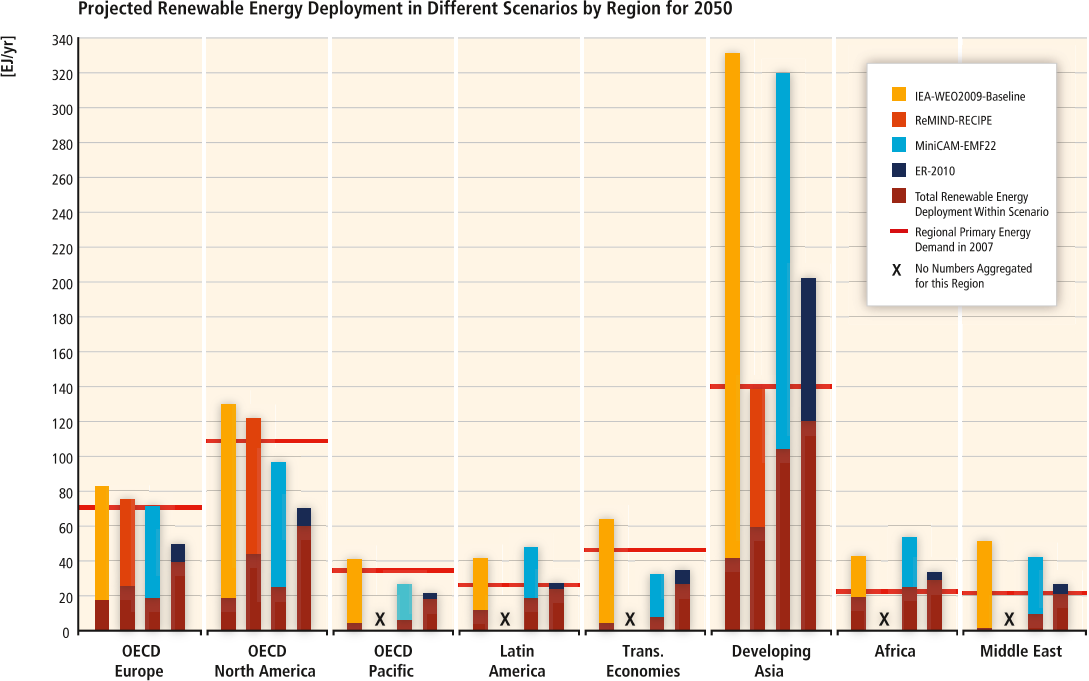 Projected Renewable Energy Deployment in Different Scenarios by Region for 2050
[EJ/yr]
340
320
300
280
260
240
220
200
180
160
140
120
100
80
60
40
20
0
IEA-WEO2009-Baseline
ReMIND-RECIPE
MiniCAM-EMF22
ER-2010
Total Renewable Energy
Deployment Within Scenario
Regional Primary Energy
Demand in 2007
X No Numbers Aggregated
for this Region
X
X
X
X
X
OECD
Europe
OECD
North America
OECD
Pacific
Latin
America
Trans.
Economies
Developing
Asia
Africa
Middle East